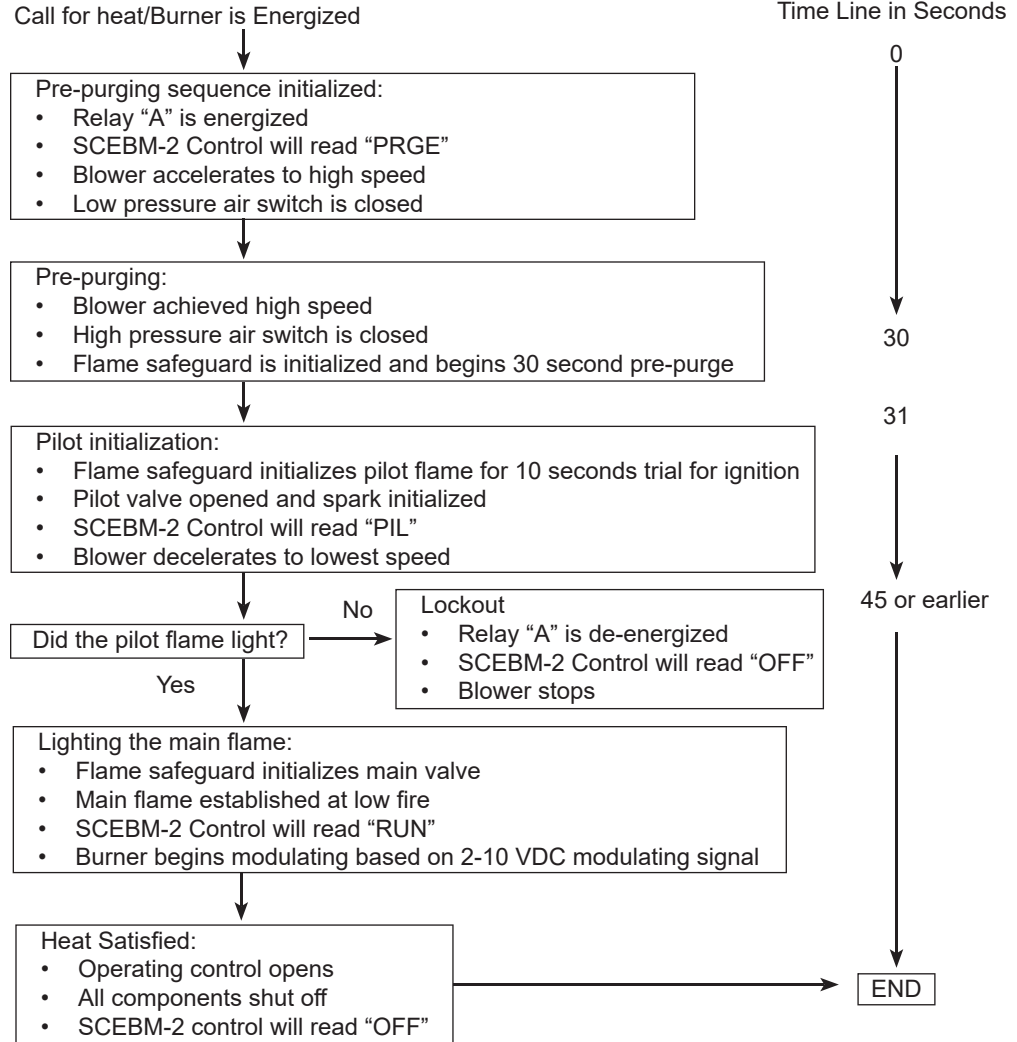 Call for heat/Burner is Energized
Time Line in Seconds
0
Pre-purging sequence initialized:
• Relay “A” is energized
• SCEBM-2 Control will read “PRGE”
• Blower accelerates to high speed
• Low pressure air switch is closed
Pre-purging:
• Blower achieved high speed
• High pressure air switch is closed
• Flame safeguard is initialized and begins 30 second pre-purge
30
31
Pilot initialization:
• Flame safeguard initializes pilot flame for 10 seconds trial for ignition
• Pilot valve opened and spark initialized
• SCEBM-2 Control will read “PIL”
• Blower decelerates to lowest speed
45 or earlier
Did the pilot flame light?
No
Lockout
• Relay “A” is de-energized
• SCEBM-2 Control will read “OFF”
• Blower stops
Yes
Lighting the main flame:
• Flame safeguard initializes main valve
• Main flame established at low fire
• SCEBM-2 Control will read “RUN”
• Burner begins modulating based on 2-10 VDC modulating signal
Heat Satisfied:
• Operating control opens
• All components shut off
• SCEBM-2 control will read “OFF”
END